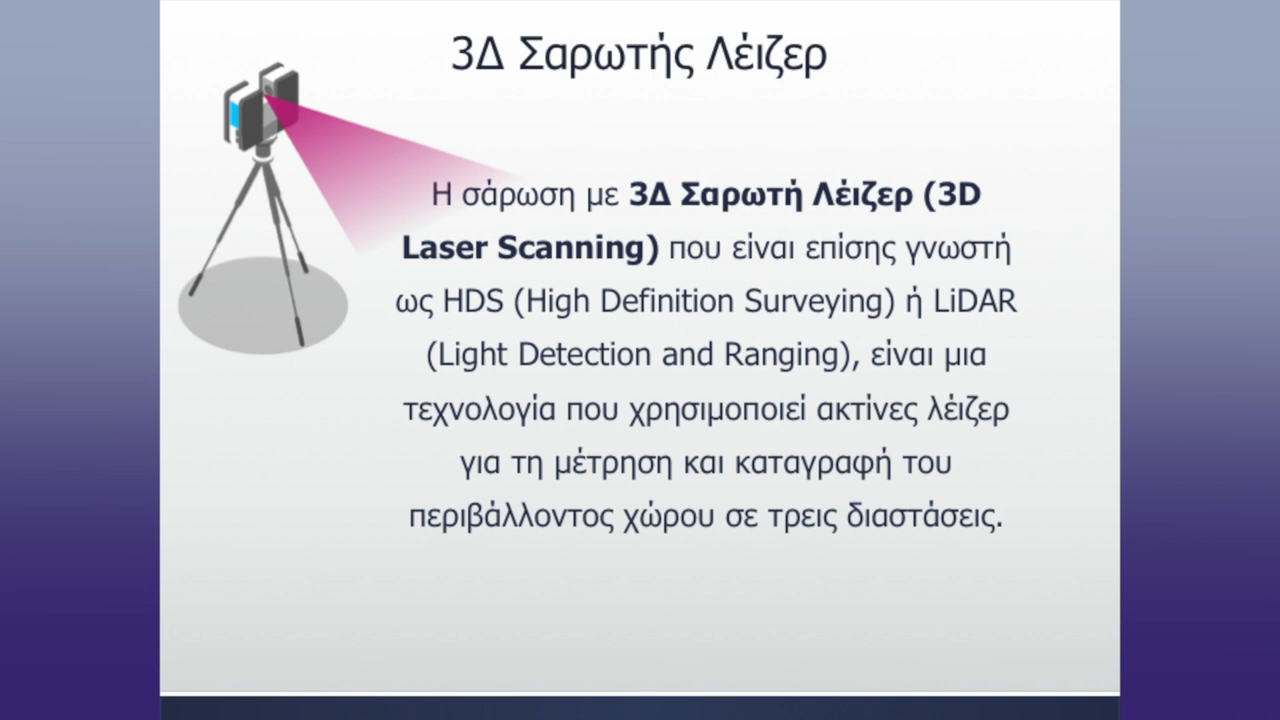 3Δ Σαρωτής Λέιζερ
Η σάρωση με 3Δ Σαρωτή Λέιζερ (3D
Laser Scanning) που είναι επίσης γνωστή
ως HDS (High Definition Surveying) ή LiDAR
(Light Detection and Ranging), είναι μια
τεχνολογία που χρησιμοποιεί ακτίνες λέιζερ
για τη μέτρηση και καταγραφή του
περιβάλλοντος χώρου σε τρεις διαστάσεις.